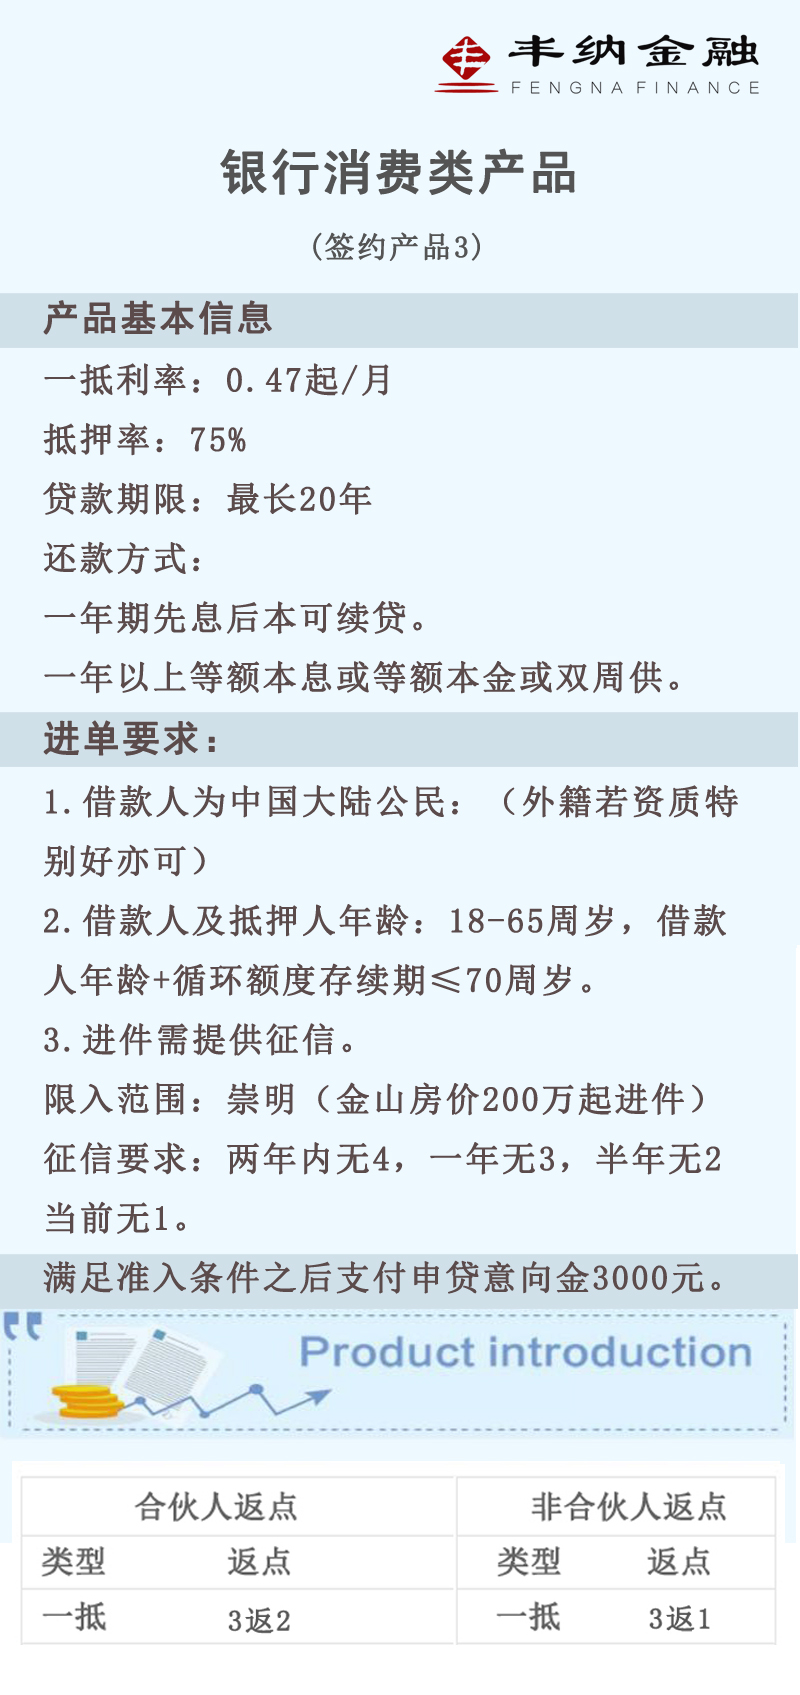 丰纳金融
FENGNA FINANCE
银行消费类产品
(签约产品3)
产品基本信息
一抵利率：0.47起/月
抵押率：75%
贷款期限：最长20年
还款方式：
一年期先息后本可续贷。
一年以上等额本息或等额本金或双周供。
进单要求：
1.借款人为中国大陆公民：（外籍若资质特
别好亦可）
2.借款人及抵押人年龄：18-65周岁，借款
人年龄+循环额度存续期≤70周岁。
3.进件需提供征信。
限入范围：崇明（金山房价200万起进件）
征信要求：两年内无4，一年无3，半年无2
当前无1。
满足准入条件之后支付申贷意向金3000元。
Product introduction
合伙人返点 非合伙人返点
类型 返点 类型 返点
一抵 3返2 一抵 3返1